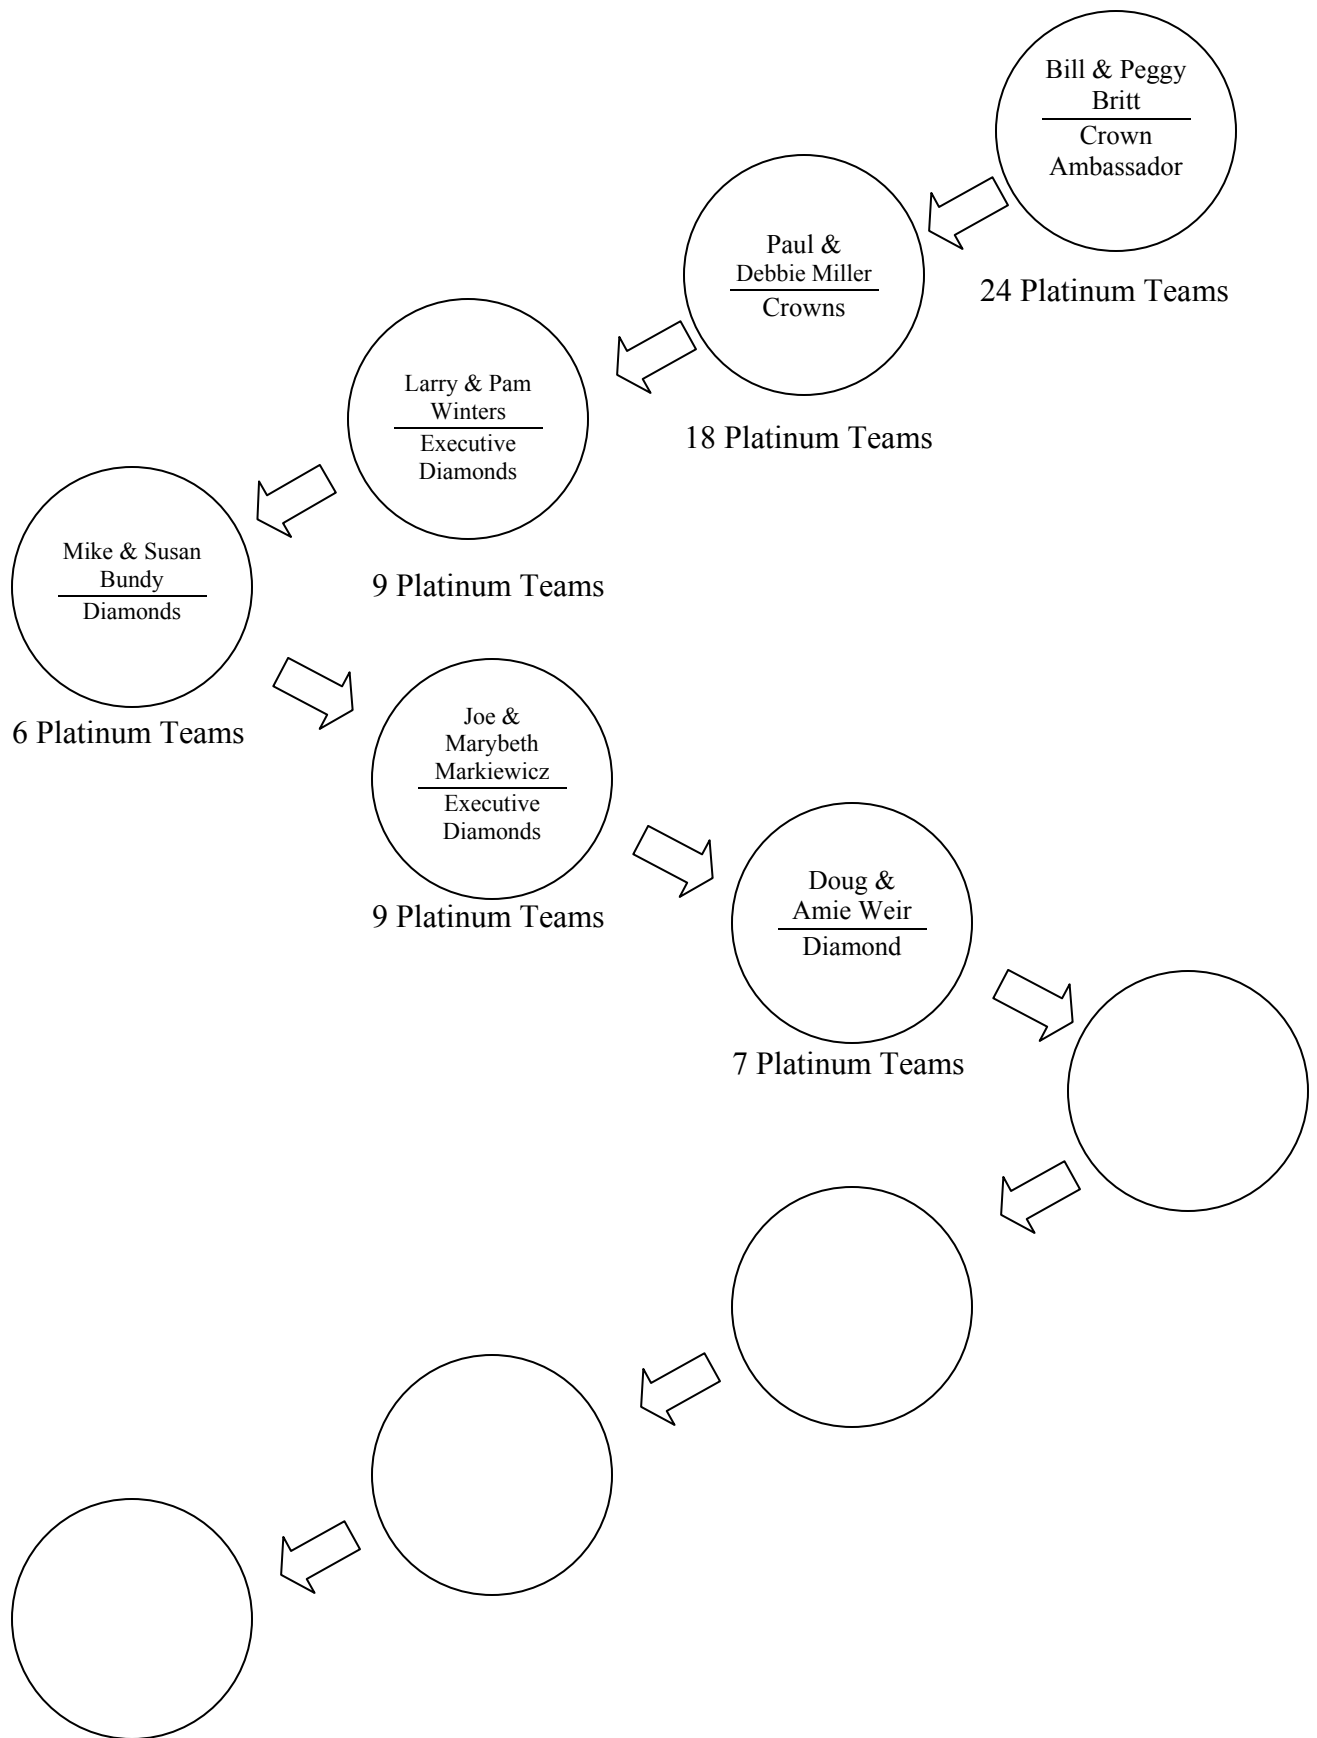 Bill & Peggy
Britt
Crown
Ambassador
24 Platinum Teams
Paul &
Debbie Miller
Crowns
18 Platinum Teams
Larry & Pam
Winters
Executive
Diamonds
9 Platinum Teams
Mike & Susan
Bundy
Diamonds
6 Platinum Teams
Joe &
Marybeth
Markiewicz
Executive
Diamonds
9 Platinum Teams
Doug &
Amie Weir
Diamond
7 Platinum Teams